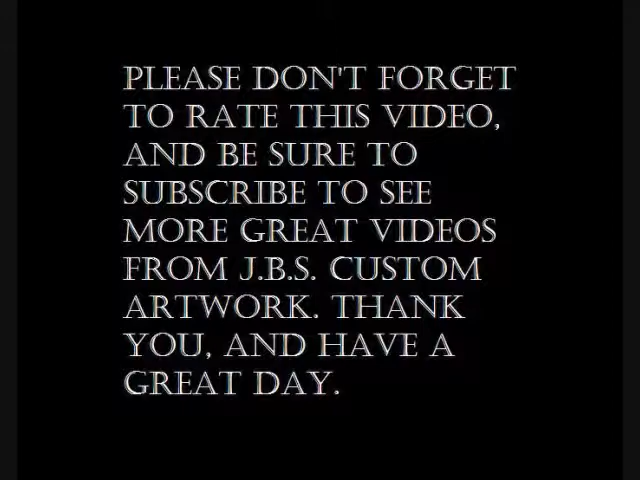 PLEASE DON'T FORGET
TO RATE THIS VIDEO,
AND BE SURE TO
SUBSCRIBE TO SEE
MORE GREAT VIDEOS
FROM J.B.S. CUSTOM
ARTWORK. THANK
YOU, AND HAVE A
GREAT DAY.